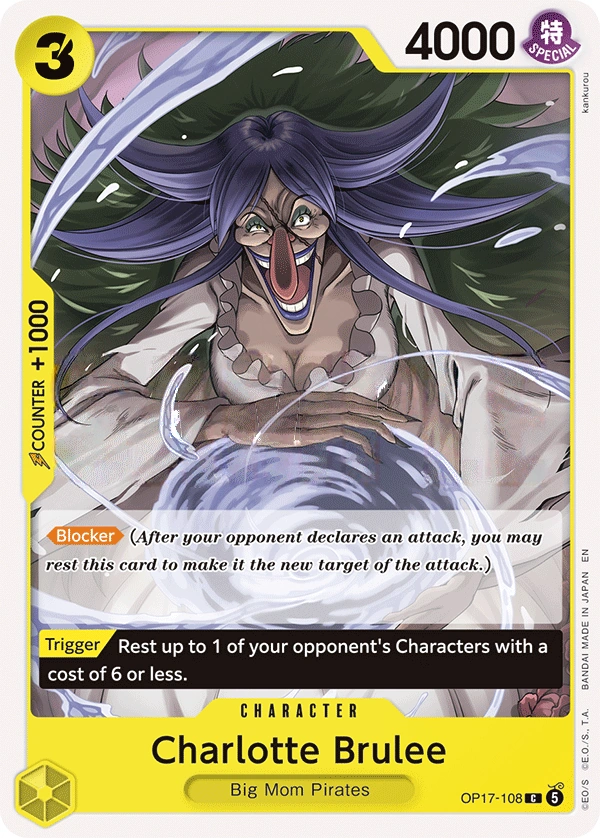 3
4000
特
SPECIAL
kankurou
COUNTER +1000
Blocker (After your opponent declares an attack, you may
rest this card to make it the new target of the attack.)
Trigger Rest up to 1 of your opponent's Characters with a
cost of 6 or less.
CHARACTER
Charlotte Brulee
Big Mom Pirates
OP17-108 C 5
©EO/S ©E.O./S., T.A. BANDAI MADE IN JAPAN EN